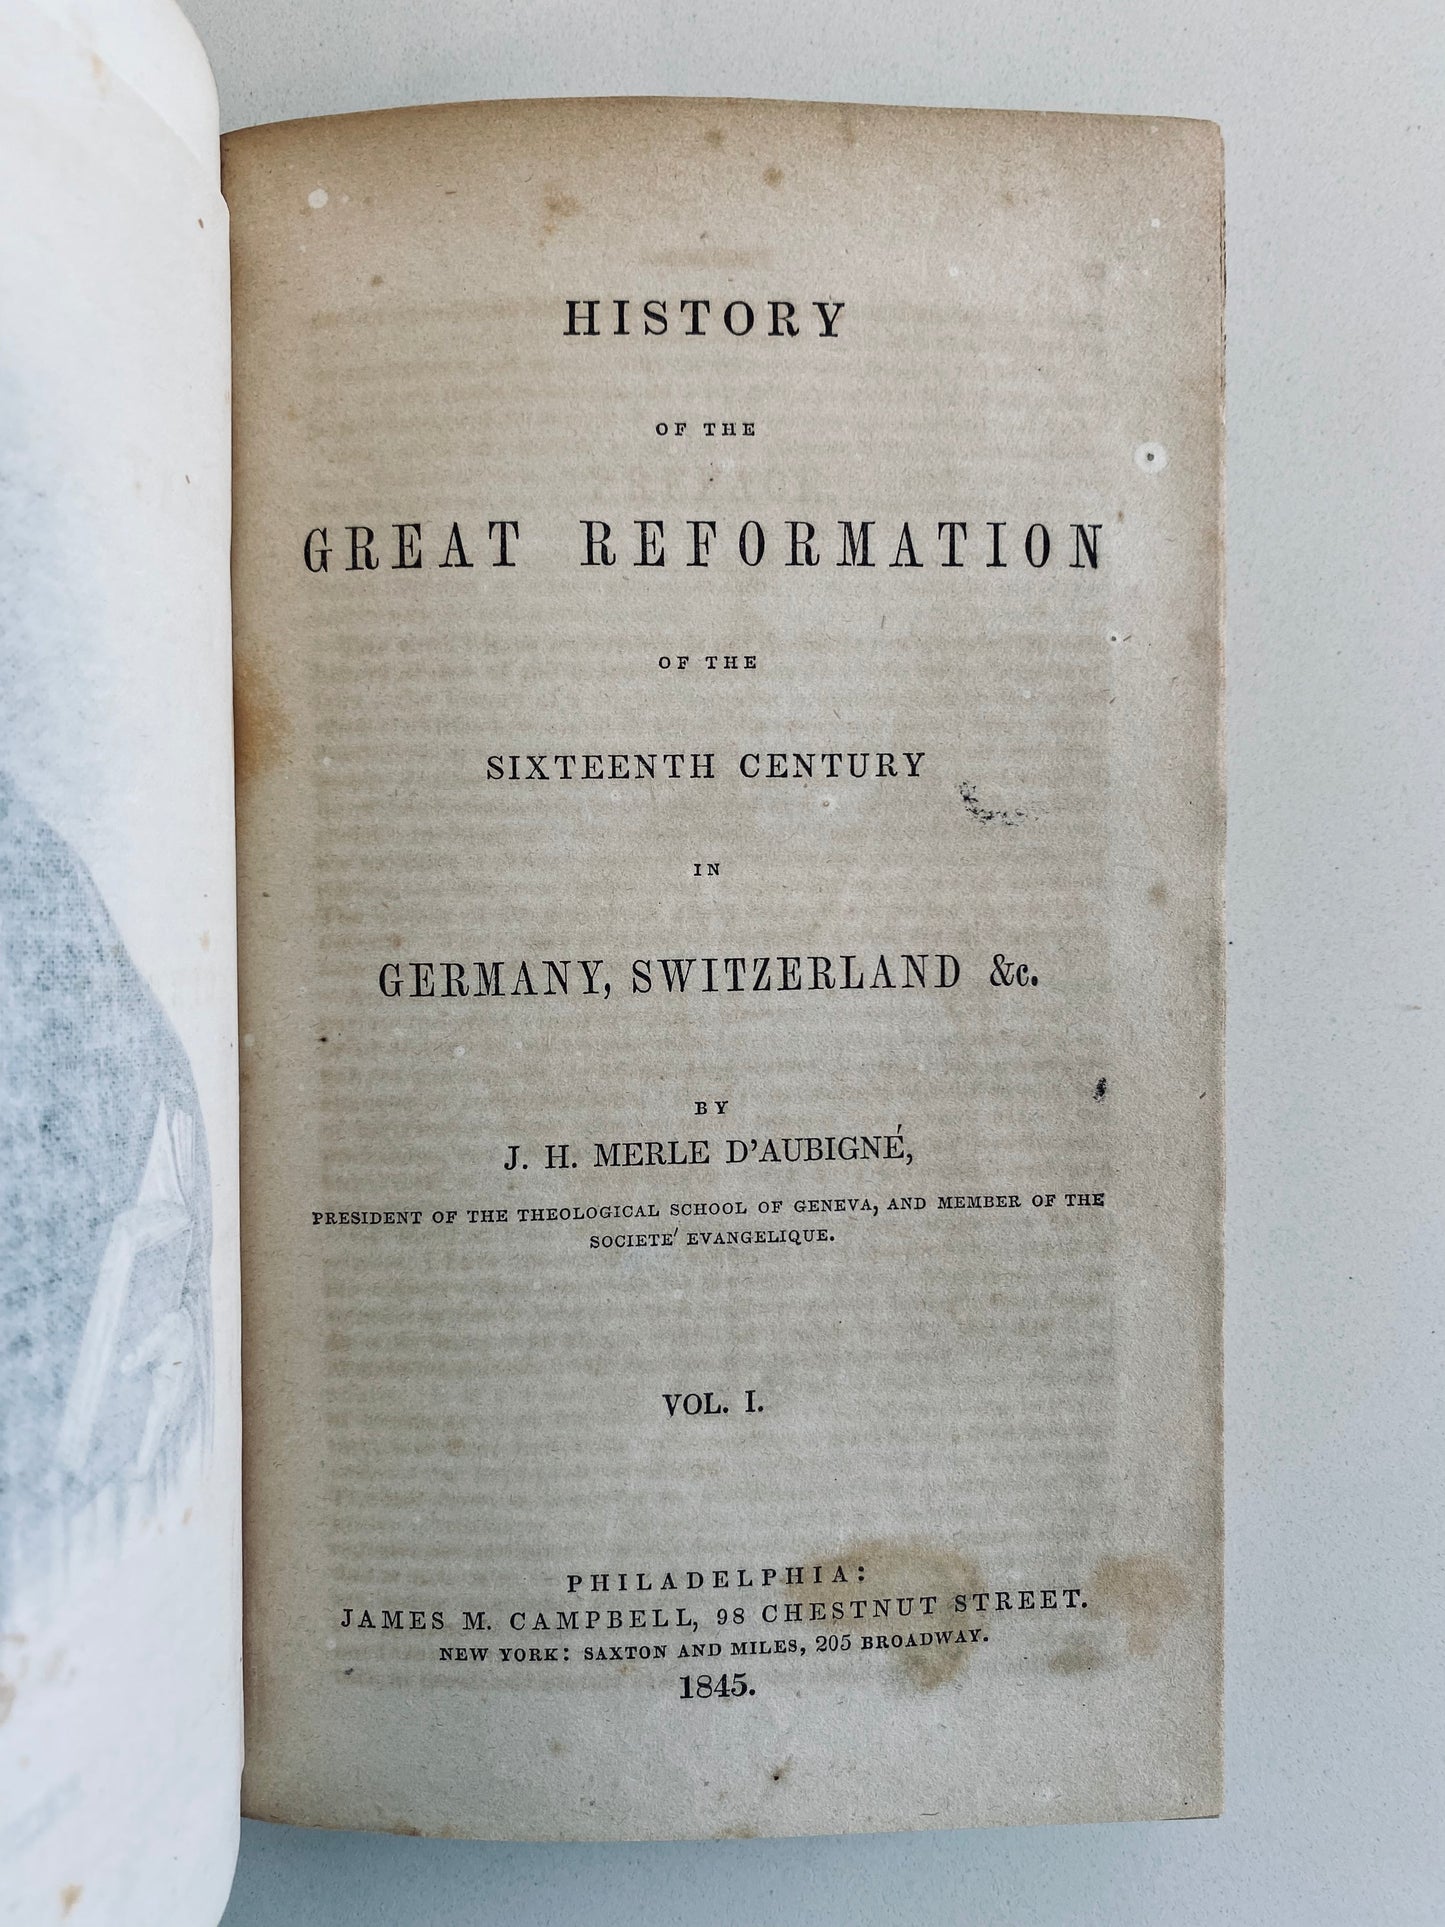 HISTORY
OF THE
GREAT REFORMATION
OF THE
SIXTEENTH CENTURY
IN
GERMANY, SWITZERLAND &c.
BY
J. H. MERLE D'AUBIGNÉ,
PRESIDENT OF THE THEOLOGICAL SCHOOL OF GENEVA, AND MEMBER OF THE
SOCIETE' EVANGELIQUE.
VOL. I.
PHILADELPHIA:
JAMES M. CAMPBELL, 98 CHESTNUT STREET.
NEW YORK: SAXTON AND MILES, 205 BROADWAY.
1845.